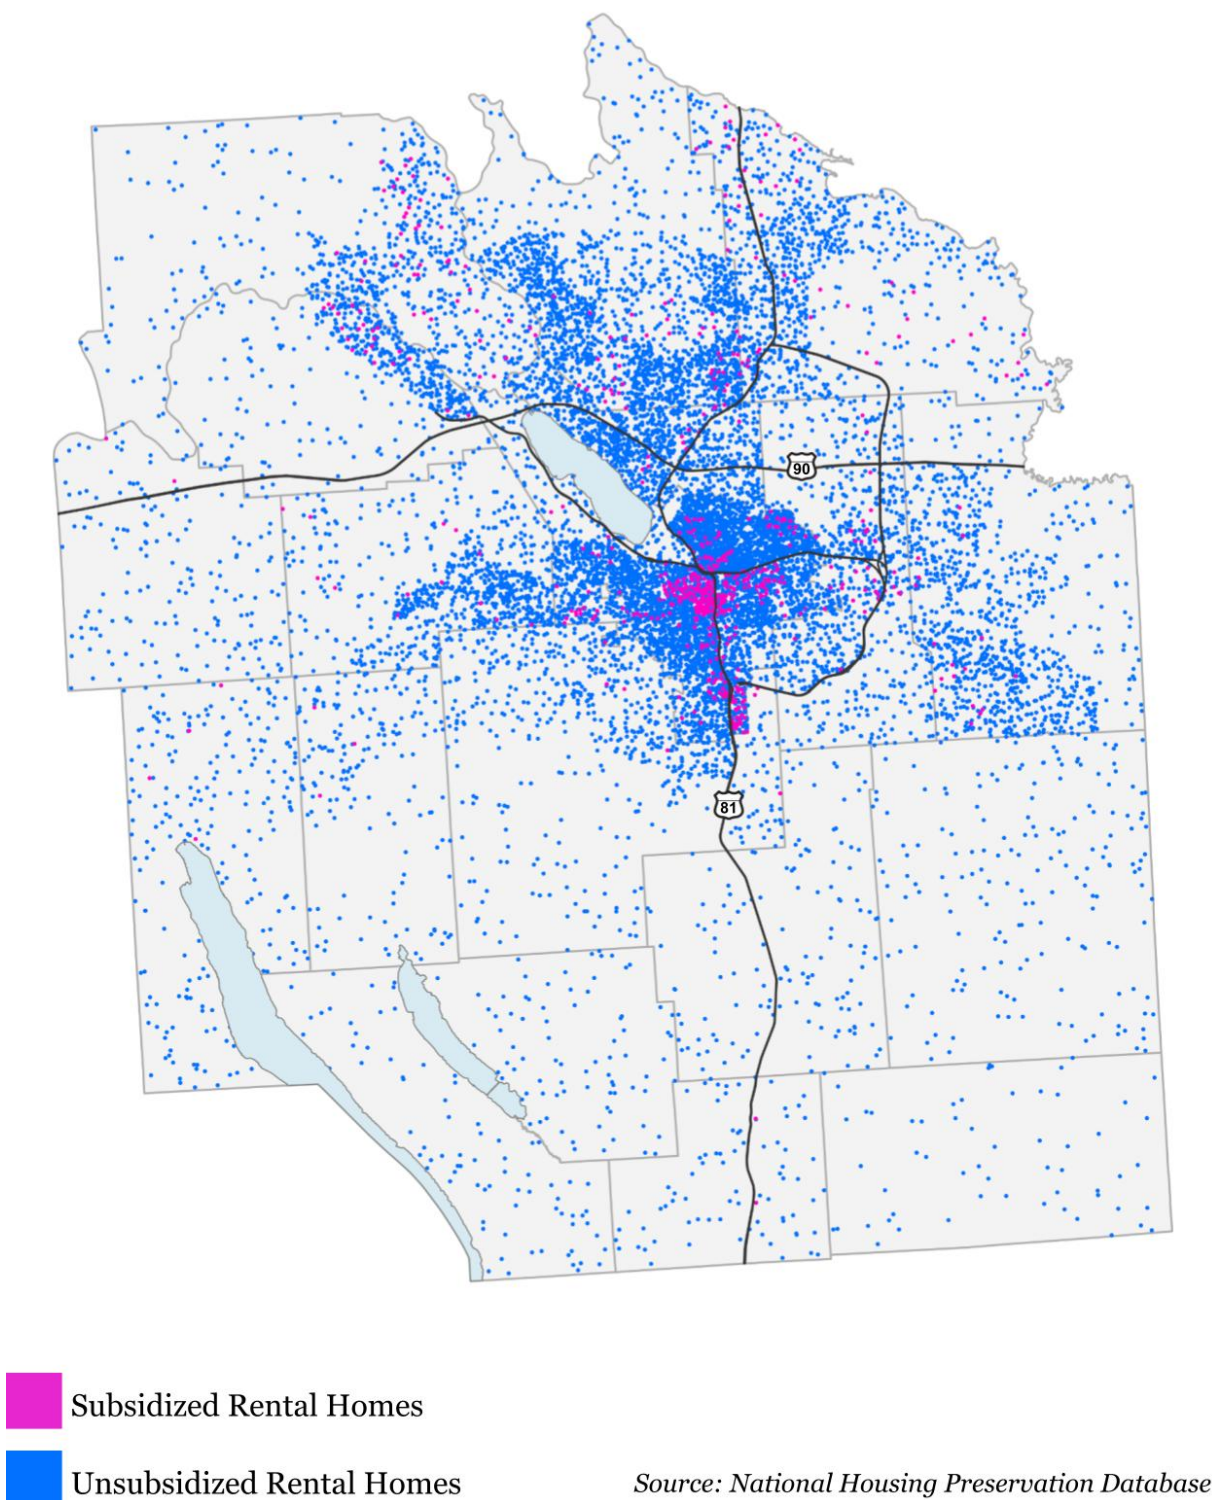 90
81
Subsidized Rental Homes
Unsubsidized Rental Homes
Source: National Housing Preservation Database